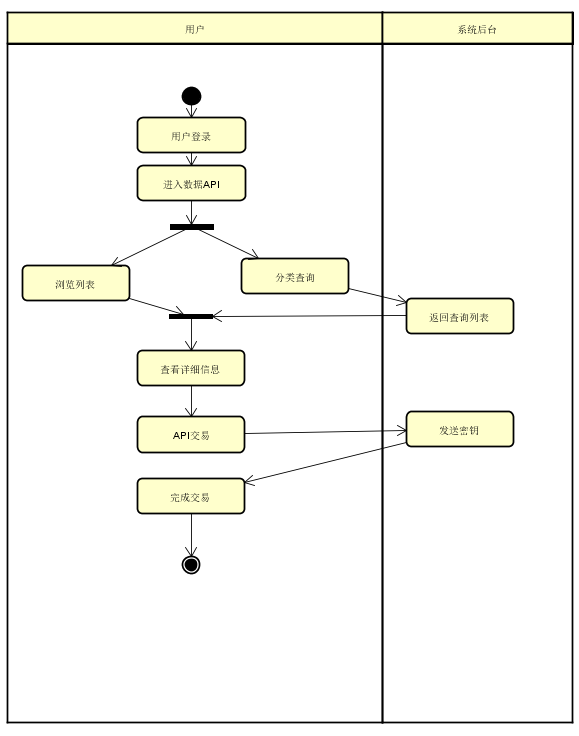 用户
系统后台
用户登录
进入数据API
浏览列表
分类查询
返回查询列表
查看详细信息
API交易
发送密钥
完成交易